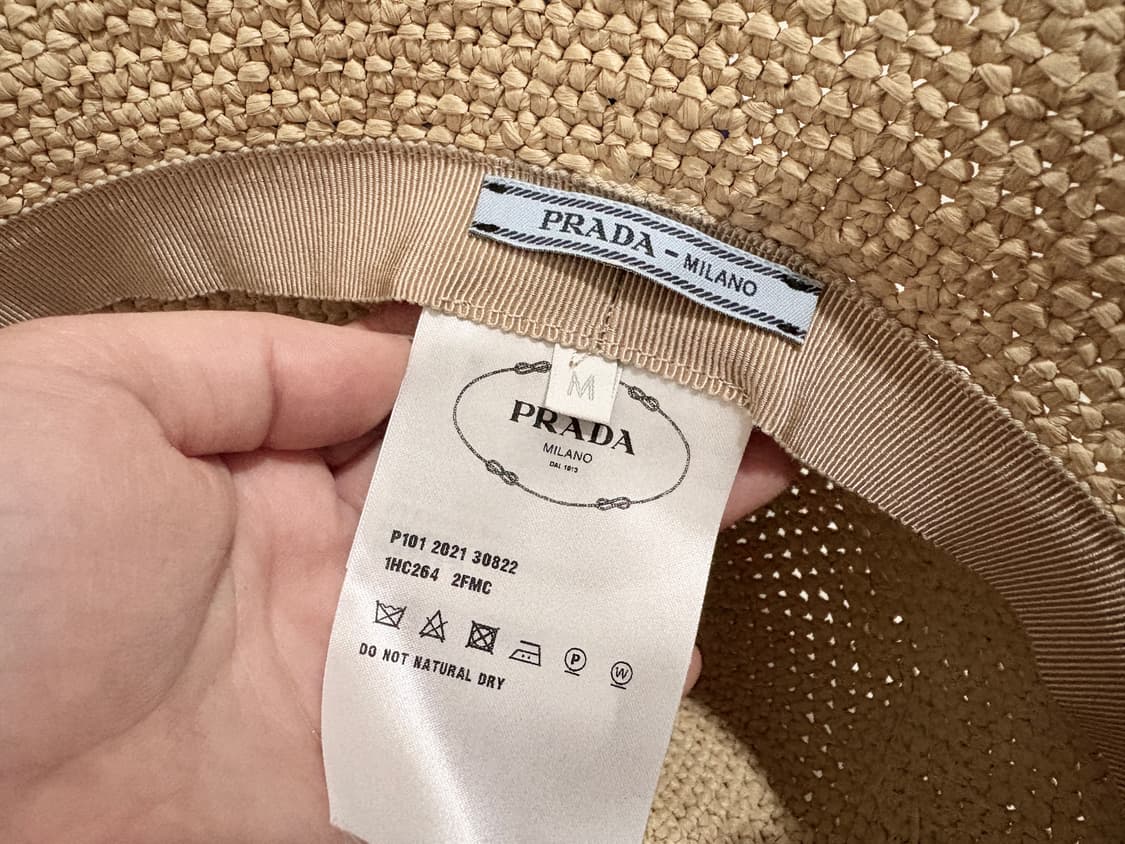 PRADA - MILANO
M
PRADA
MILANO
DAL 1913
P101 2021 30822
1HC264 2FMC
P
W
DO NOT NATURAL DRY